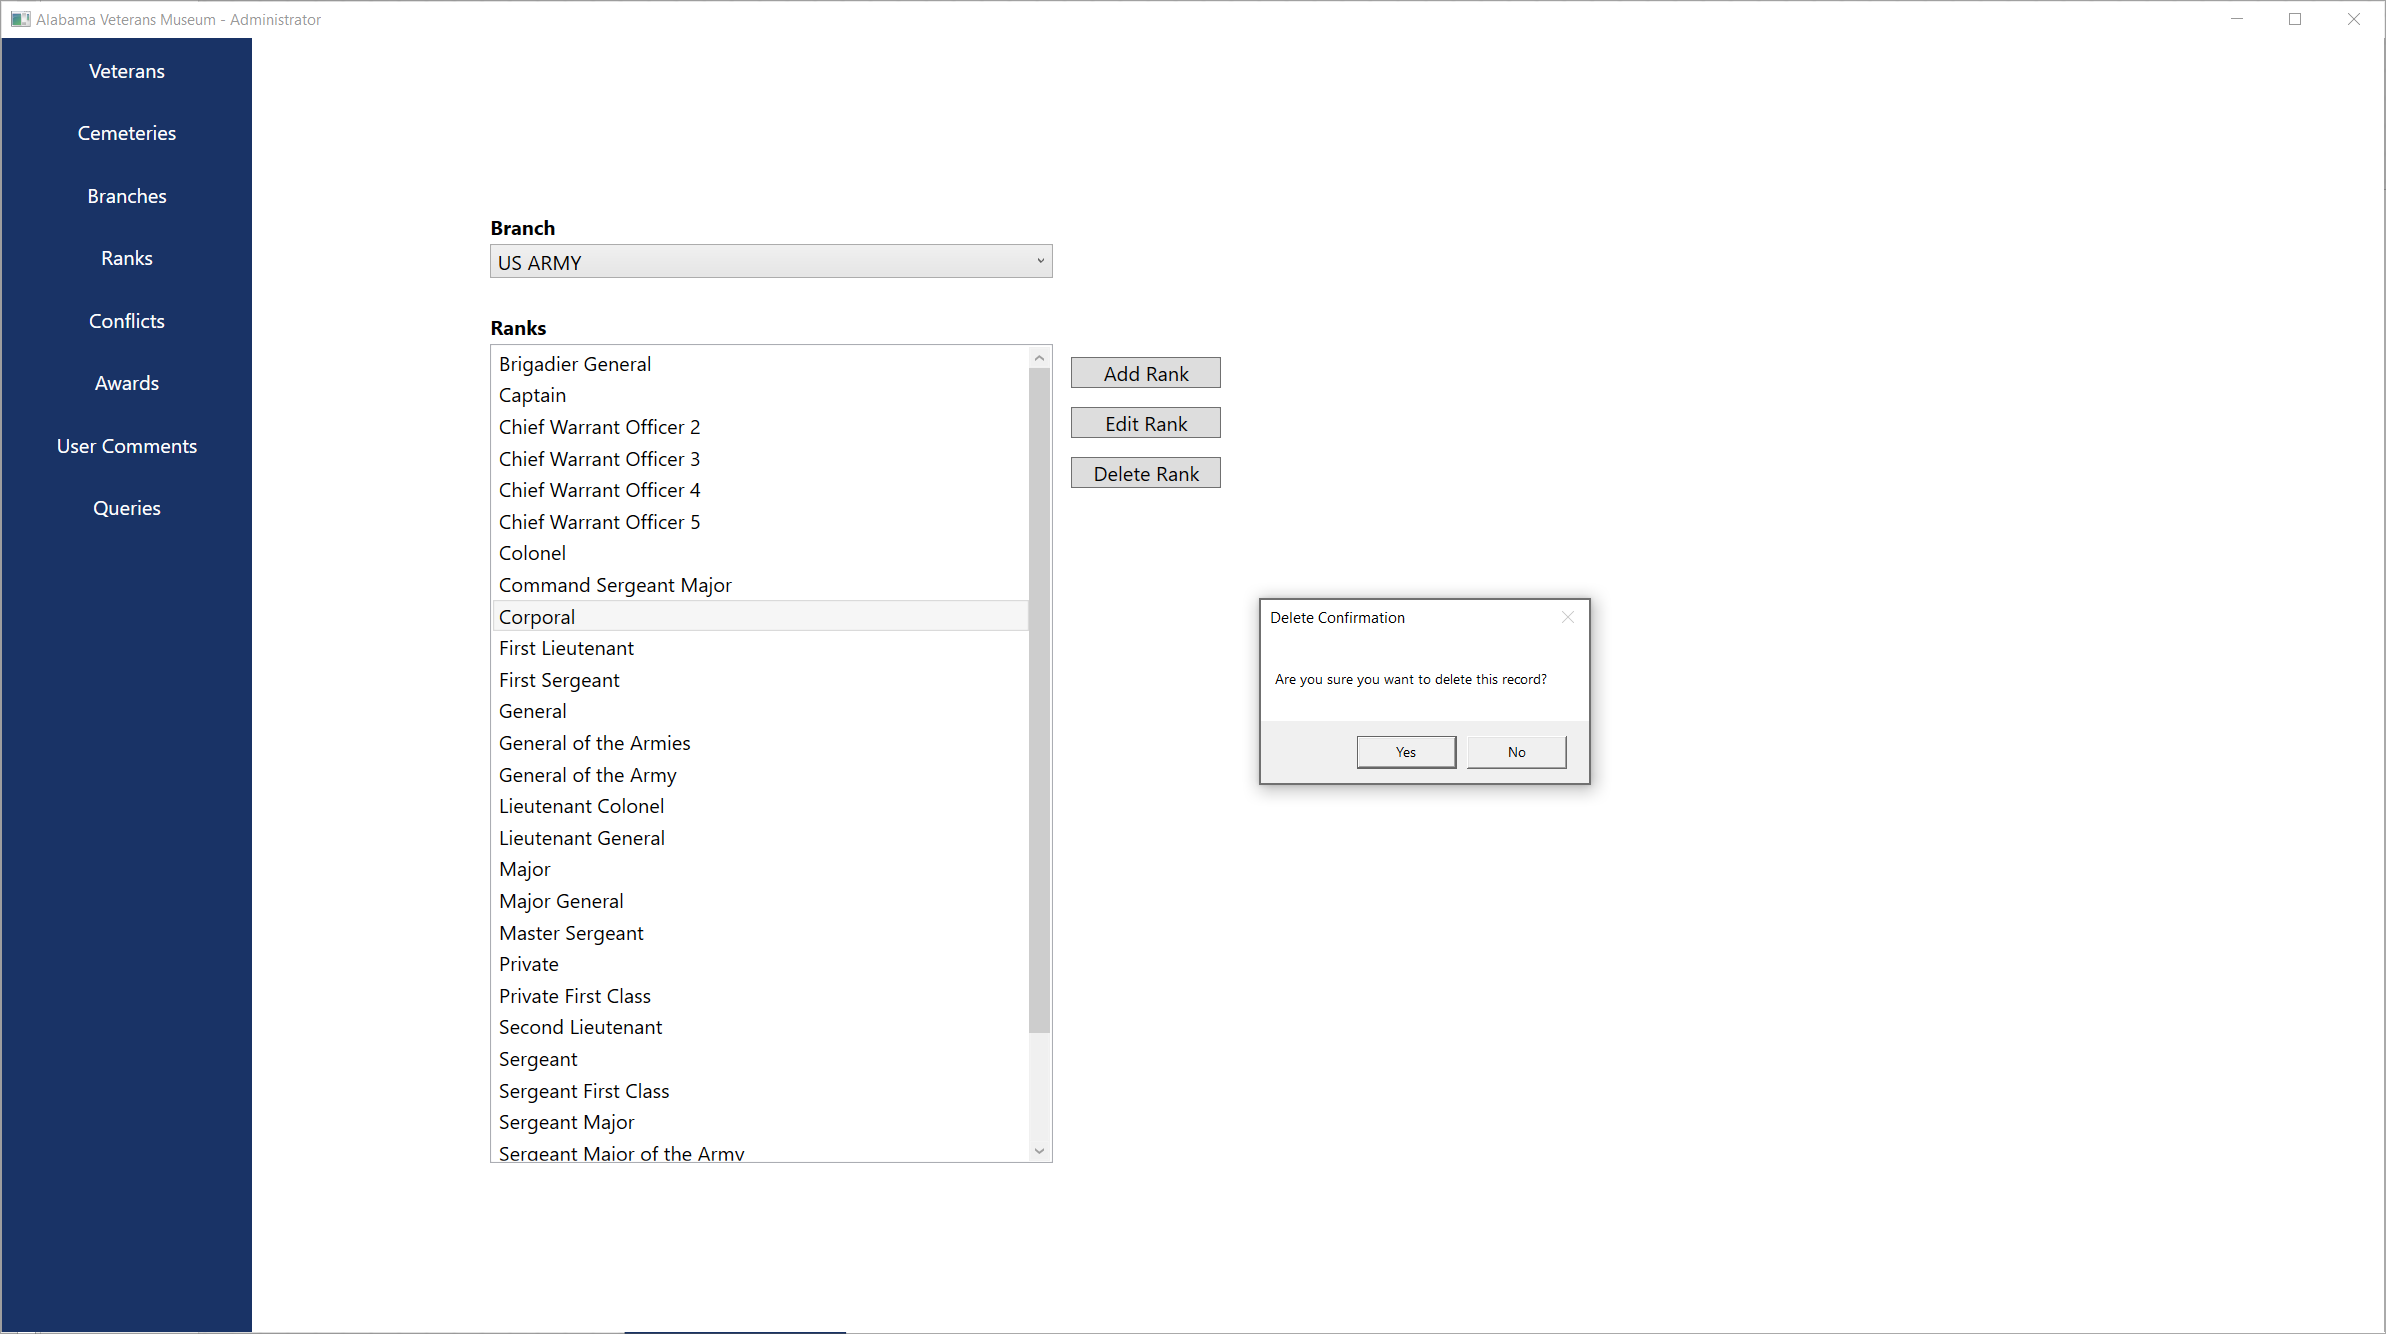 Alabama Veterans Museum - Administrator
Veterans
Cemeteries
Branches
Ranks
Conflicts
Awards
User Comments
Queries
Branch
US ARMY
Ranks
Brigadier General
Captain
Chief Warrant Officer 2
Chief Warrant Officer 3
Chief Warrant Officer 4
Chief Warrant Officer 5
Colonel
Command Sergeant Major
Corporal
First Lieutenant
First Sergeant
General
General of the Armies
General of the Army
Lieutenant Colonel
Lieutenant General
Major
Major General
Master Sergeant
Private
Private First Class
Second Lieutenant
Sergeant
Sergeant First Class
Sergeant Major
Sergeant Major of the Army
Add Rank
Edit Rank
Delete Rank
Delete Confirmation
Are you sure you want to delete this record?
Yes
No